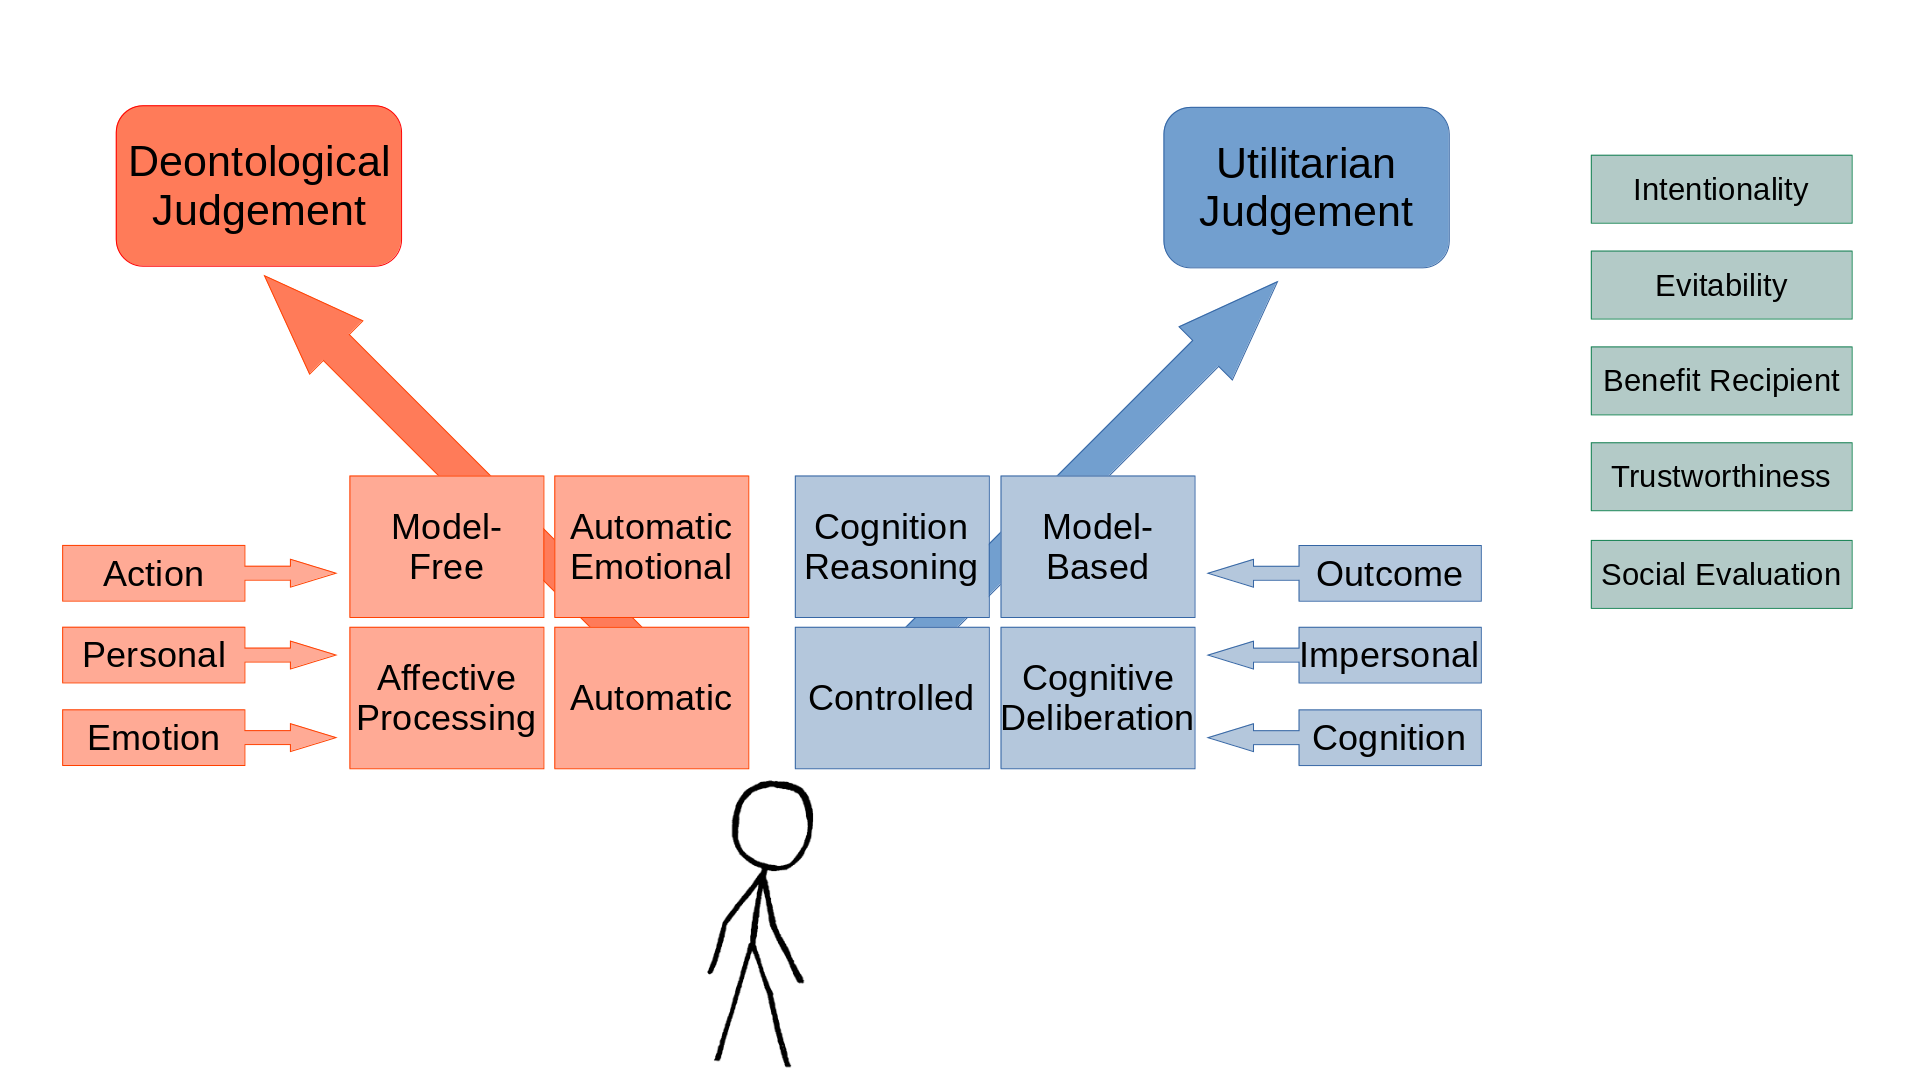 Deontological
Judgement
Utilitarian
Judgement
Intentionality
Evitability
Benefit Recipient
Trustworthiness
Social Evaluation
Action
Personal
Emotion
Model-
Free
Automatic
Emotional
Affective
Processing
Automatic
Cognition
Reasoning
Model-
Based
Controlled
Cognitive
Deliberation
Outcome
Impersonal
Cognition